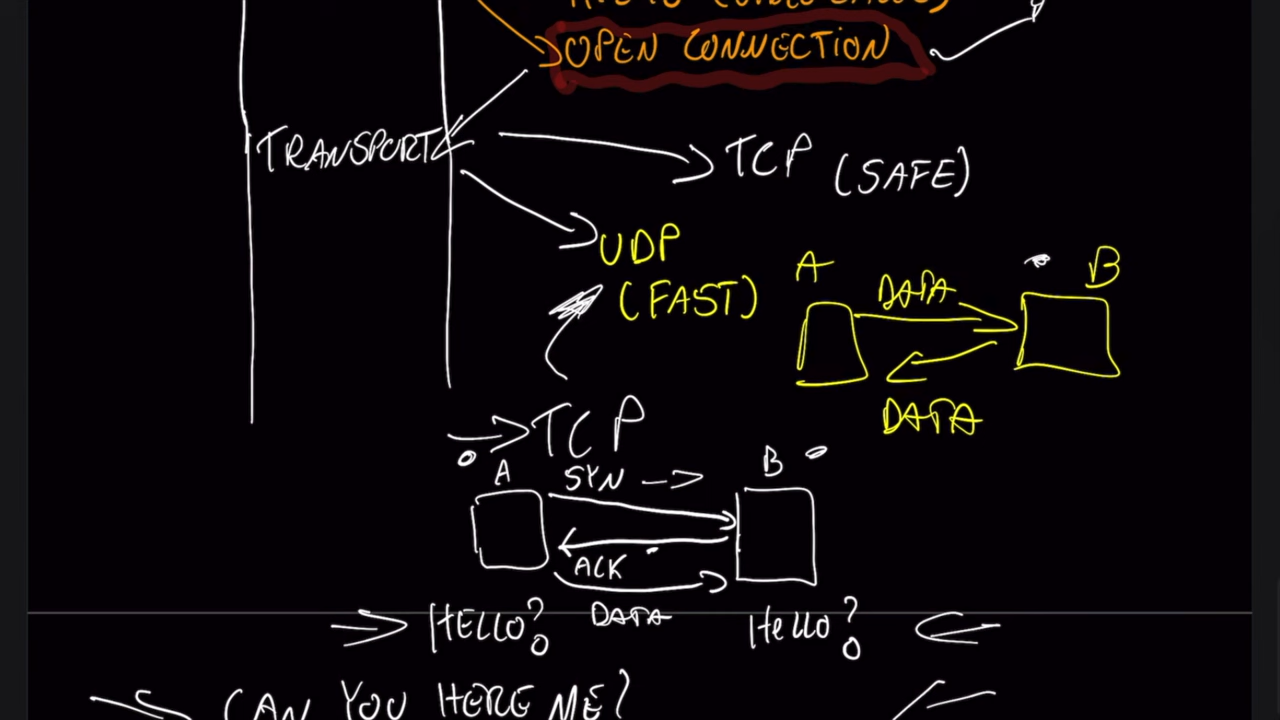 OPEN CONNECTION
TRANSPORT
TCP (SAFE)
UDP
(FAST)
A
B
DATA
DATA
TCP
A
B
SYN
ACK
DATA
HELLO?
Hello?
CAN YOU HERE ME?